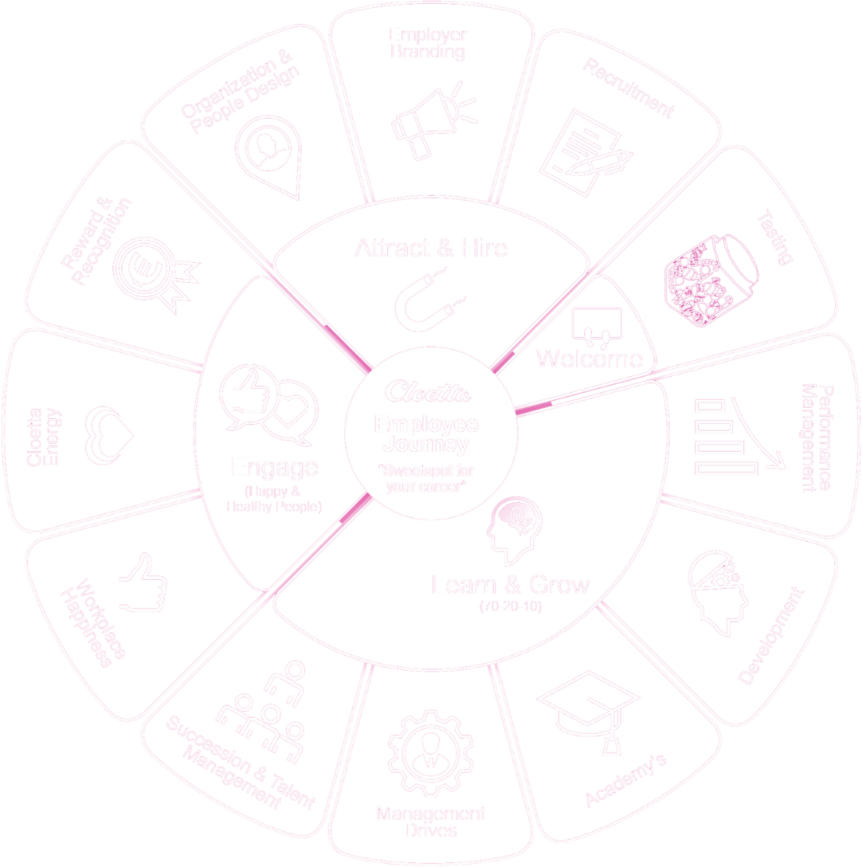 Employer
Branding
Recruitment
Tasting
Performance
Management
Development
Academy's
Management
Drives
Succession & Talent
Management
Workplace
Happiness
Cloetta
Energy
Reward &
Recognition
Organization &
People Design
Attract & Hire
Welcome
Learn & Grow
(70-20-10)
Engage
(Happy &
Healthy People)
Cloetta
Employee
Journey
"Sweetspot for
your career"